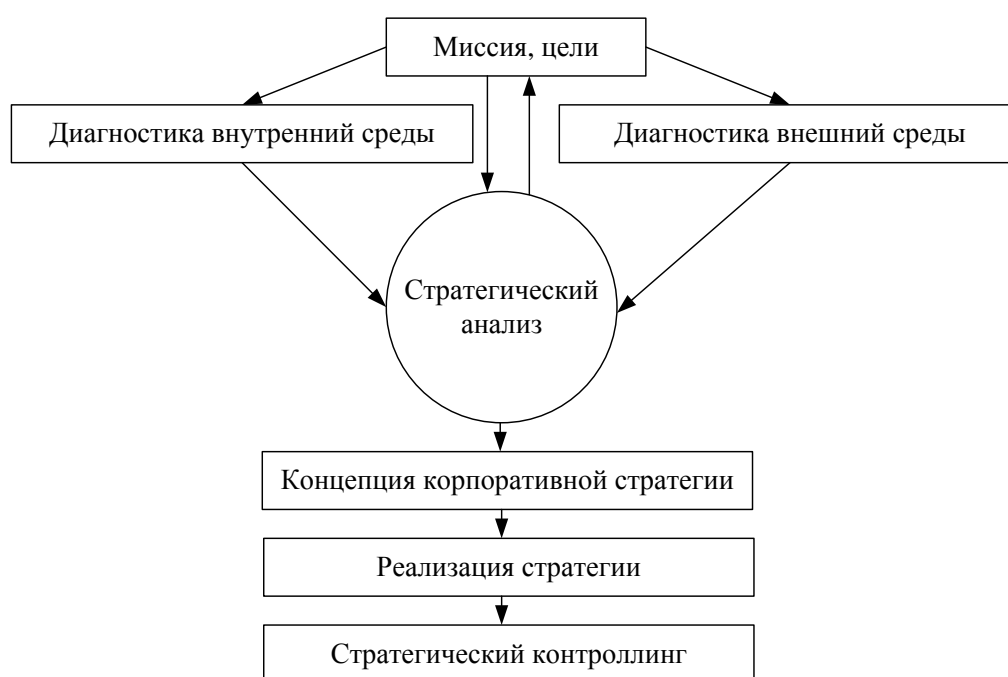 Миссия, цели
Диагностика внутренний среды
Диагностика внешний среды
Стратегический
анализ
Концепция корпоративной стратегии
Реализация стратегии
Стратегический контроллинг